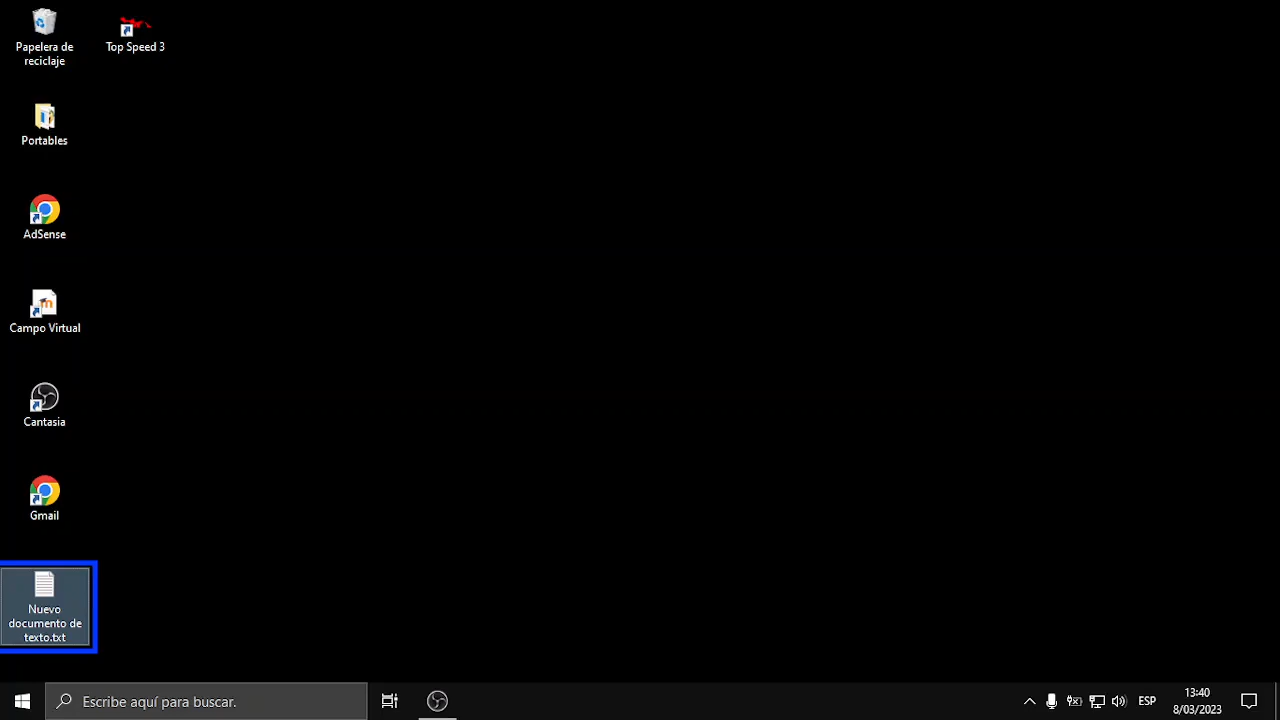 Papelera de
reciclaje
Top Speed 3
Portables
AdSense
Campo Virtual
Cantasia
Gmail
Nuevo
documento de
texto.txt
Escribe aquí para buscar.
ESP
13:40
8/03/2023